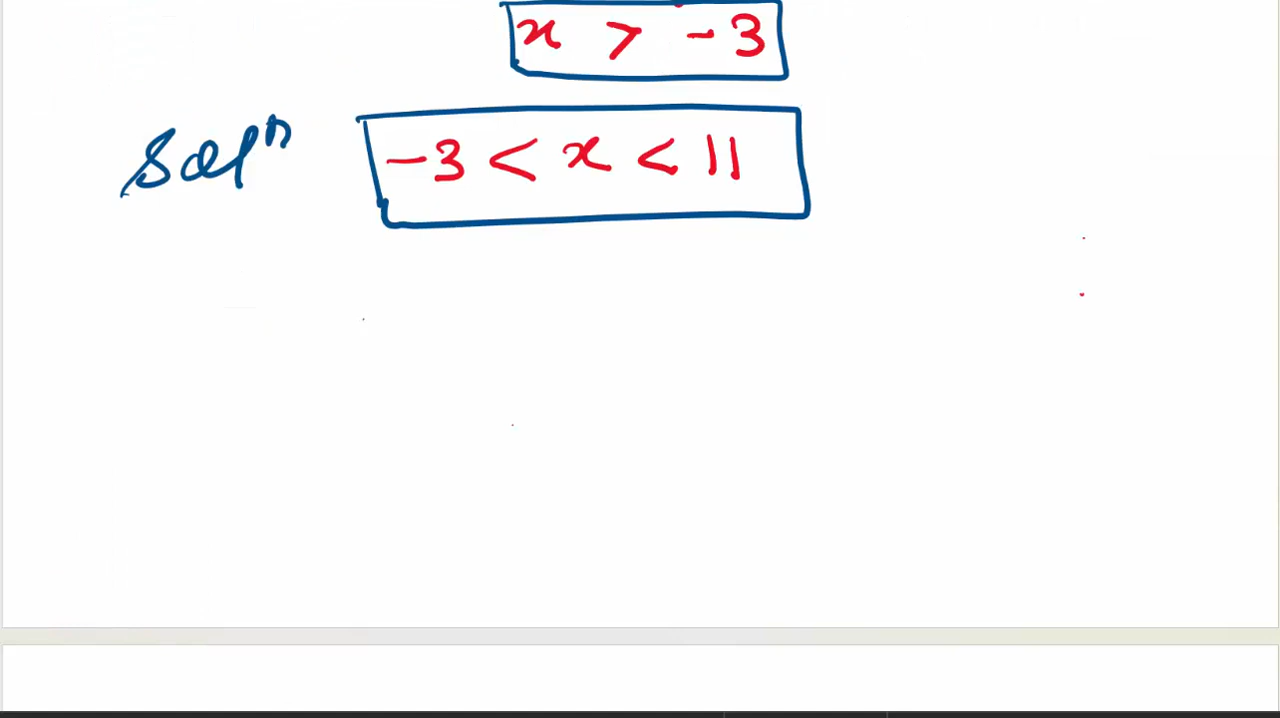 x > -3
Solⁿ -3 < x < 11